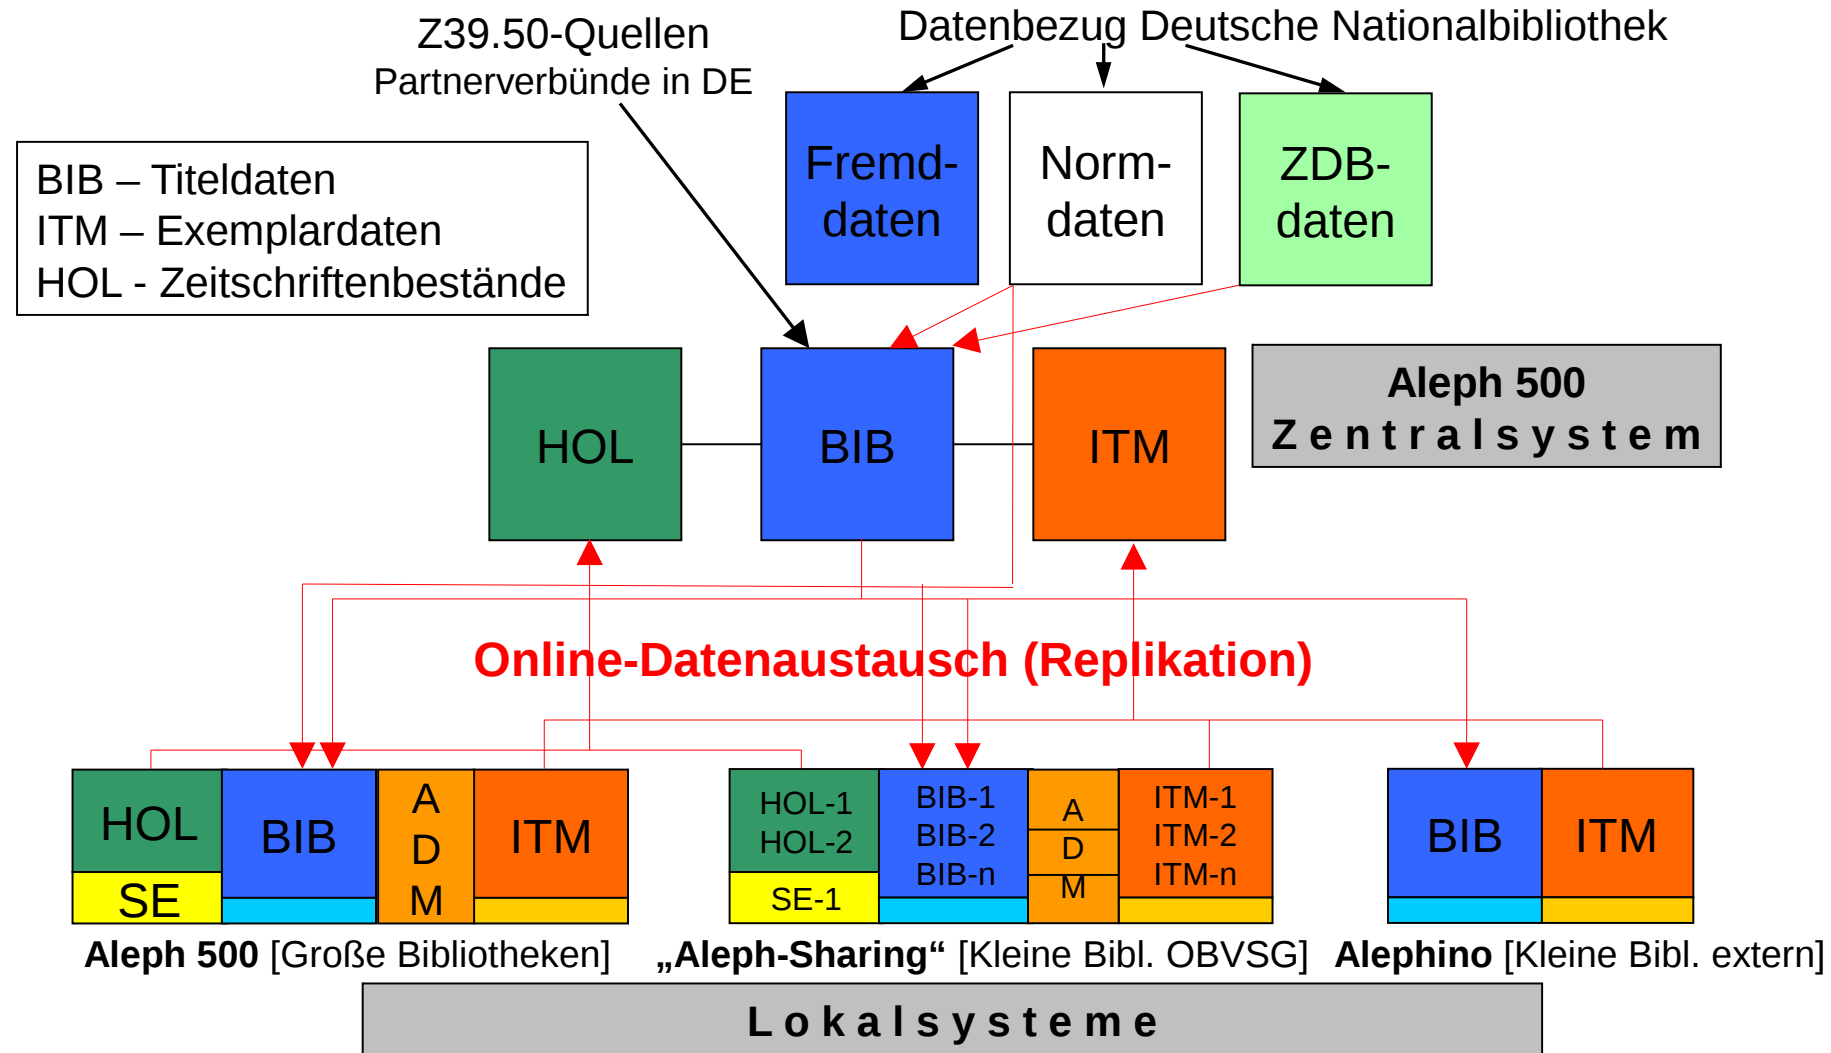 Z39.50-Quellen
Partnerverbünde in DE
Datenbezug Deutsche Nationalbibliothek
BIB – Titeldaten
ITM – Exemplardaten
HOL - Zeitschriftenbestände
Fremd-
daten
Norm-
daten
ZDB-
daten
HOL
BIB
ITM
Aleph 500
Zentralsystem
Online-Datenaustausch (Replikation)
HOL
SE
BIB
A
D
M
ITM
HOL-1
HOL-2
SE-1
BIB-1
BIB-2
BIB-n
A
D
M
ITM-1
ITM-2
ITM-n
BIB
ITM
Aleph 500 [Große Bibliotheken]
„Aleph-Sharing“ [Kleine Bibl. OBVSG]
Alephino [Kleine Bibl. extern]
Lokalsysteme